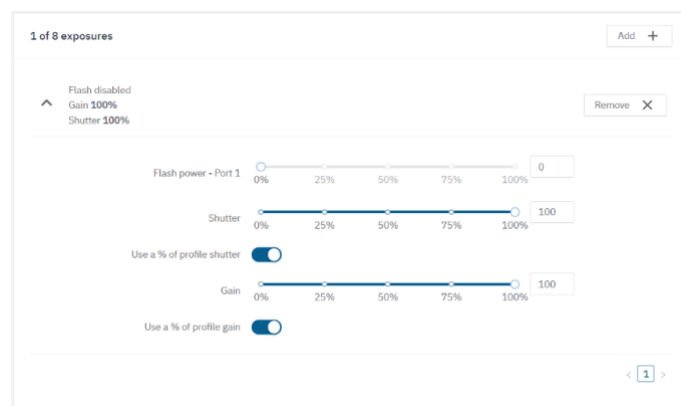 1 of 8 exposures
Add +
Flash disabled
Gain 100%
Shutter 100%
Remove X
Flash power - Port 1
0
0% 25% 50% 75% 100%
Shutter
100
0% 25% 50% 75% 100%
Use a % of profile shutter
Gain
100
0% 25% 50% 75% 100%
Use a % of profile gain
< 1 >